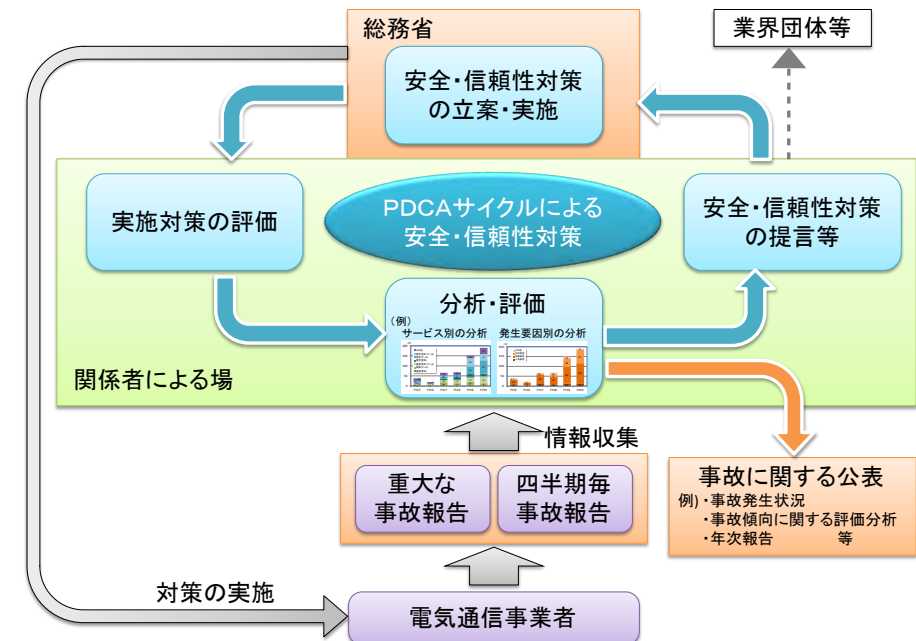 総務省
業界団体等
安全・信頼性対策
の立案・実施
実施対策の評価
PDCAサイクルによる
安全・信頼性対策
安全・信頼性対策
の提言等
分析・評価
(例)
サービス別の分析
発生要因別の分析
関係者による場
情報収集
重大な
事故報告
四半期毎
事故報告
事故に関する公表
例)・事故発生状況
・事故傾向に関する評価分析
・年次報告 等
対策の実施
電気通信事業者